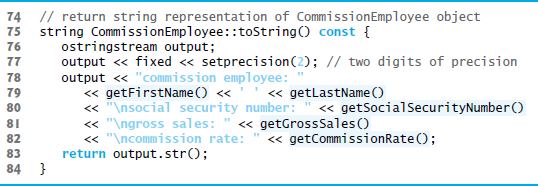 74 // return string representation of CommissionEmployee object
75 string CommissionEmployee::toString() const {
76 ostringstream output;
77 output << fixed << setprecision(2); // two digits of precision
78 output << "commission employee: "
79 << getFirstName() << ' ' << getLastName()
80 << "\nsocial security number: " << getSocialSecurityNumber()
81 << "\ngross sales: " << getGrossSales()
82 << "\ncommission rate: " << getCommissionRate();
83 return output.str();
84 }